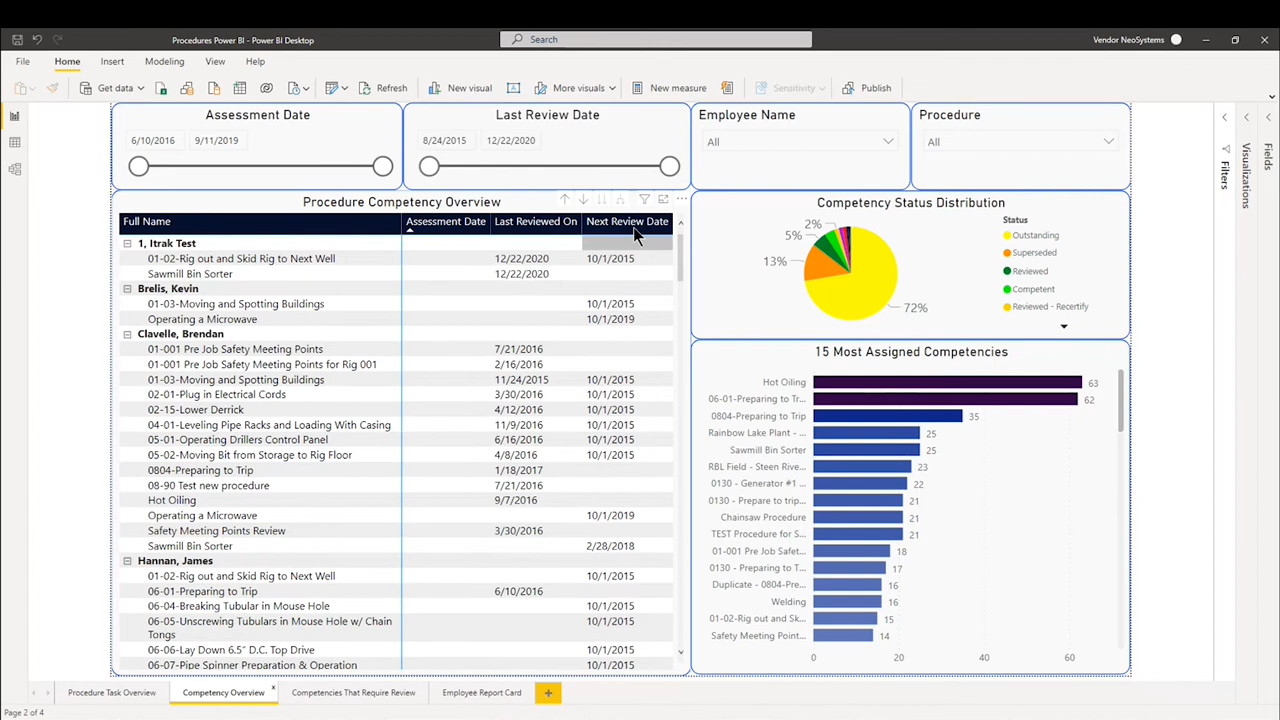 Procedures Power BI - Power BI Desktop
Search
Vendor NeoSystems
File Home Insert Modeling View Help
Get data Refresh New visual More visuals New measure Sensitivity Publish
Assessment Date
6/10/2016 9/11/2019
Last Review Date
8/24/2015 12/22/2020
Employee Name
All
Procedure
All
Procedure Competency Overview
Full Name Assessment Date Last Reviewed On Next Review Date
1, Itrak Test
01-02-Rig out and Skid Rig to Next Well 12/22/2020 10/1/2015
Sawmill Bin Sorter 12/22/2020
Brelis, Kevin
01-03-Moving and Spotting Buildings 10/1/2015
Operating a Microwave 10/1/2019
Clavelle, Brendan
01-001 Pre Job Safety Meeting Points 7/21/2016
01-001 Pre Job Safety Meeting Points for Rig 001 2/16/2016
01-03-Moving and Spotting Buildings 11/24/2015 10/1/2015
02-01-Plug in Electrical Cords 3/30/2016 10/1/2015
02-15-Lower Derrick 4/12/2016 10/1/2015
04-01-Leveling Pipe Racks and Loading With Casing 11/9/2016 10/1/2015
05-01-Operating Drillers Control Panel 6/16/2016 10/1/2015
05-02-Moving Bit from Storage to Rig Floor 4/8/2016 10/1/2015
0804-Preparing to Trip 1/18/2017
08-90 Test new procedure 7/21/2016
Hot Oiling 9/7/2016
Operating a Microwave 10/1/2019
Safety Meeting Points Review 3/30/2016
Sawmill Bin Sorter 2/28/2018
Hannan, James
01-02-Rig out and Skid Rig to Next Well 10/1/2015
06-01-Preparing to Trip 6/10/2016
06-04-Breaking Tubular in Mouse Hole 10/1/2015
06-05-Unscrewing Tubulars in Mouse Hole w/ Chain 10/1/2015
Tongs
06-06-Lay Down 6.5″ D.C. Top Drive 10/1/2015
06-07-Pipe Spinner Preparation & Operation 10/1/2015
Competency Status Distribution
2%
5%
13%
72%
Status
Outstanding
Superseded
Reviewed
Competent
Reviewed - Recertify
15 Most Assigned Competencies
Hot Oiling 63
06-01-Preparing to Tr... 62
0804-Preparing to Trip 35
Rainbow Lake Plant - ... 25
Sawmill Bin Sorter 25
RBL Field - Steen Rive... 23
0130 - Generator #1 ... 22
0130 - Prepare to trip... 21
Chainsaw Procedure 21
TEST Procedure for S... 21
01-001 Pre Job Safet... 18
0130 - Preparing to T... 17
Duplicate - 0804-Pre... 16
Welding 16
01-02-Rig out and Sk... 15
Safety Meeting Point... 14
0 20 40 60
Filters
Visualizations
Fields
Procedure Task Overview Competency Overview Competencies That Require Review Employee Report Card
Page 2 of 4